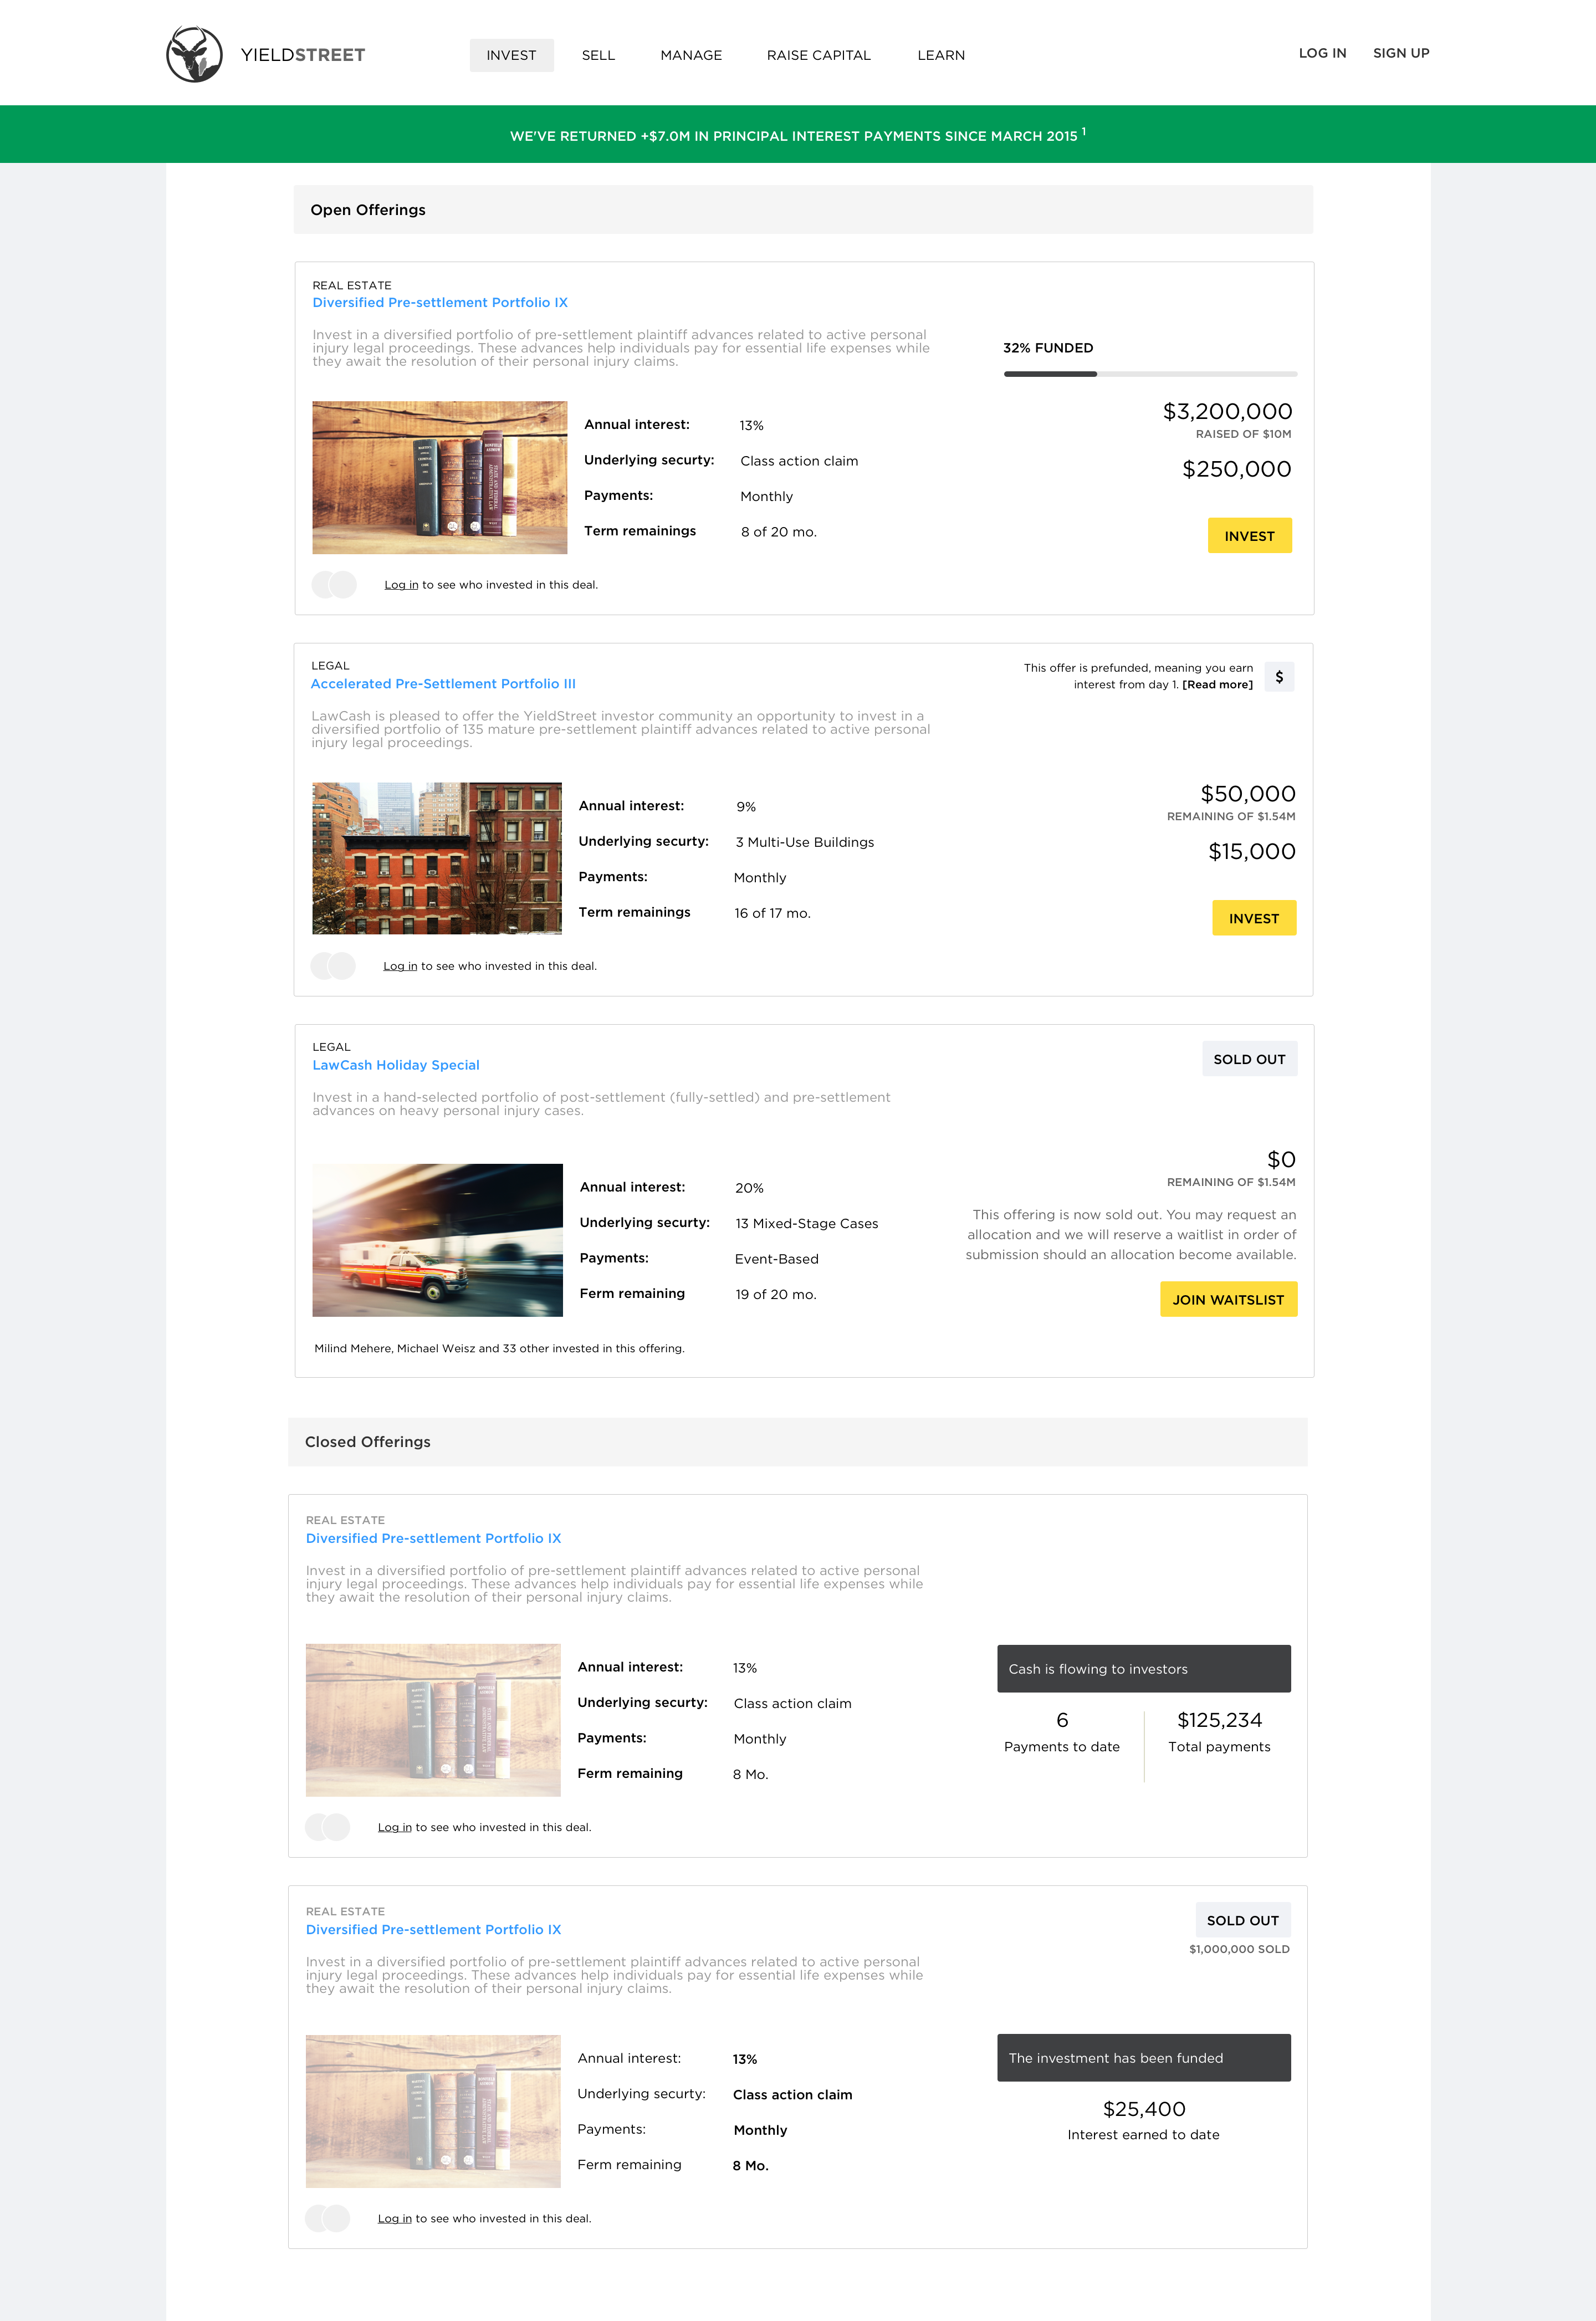 YIELDSTREET
INVEST
SELL
MANAGE
RAISE CAPITAL
LEARN
LOG IN
SIGN UP
WE'VE RETURNED +$7.0M IN PRINCIPAL INTEREST PAYMENTS SINCE MARCH 2015 1
Open Offerings
REAL ESTATE
Diversified Pre-settlement Portfolio IX
Invest in a diversified portfolio of pre-settlement plaintiff advances related to active personal
injury legal proceedings. These advances help individuals pay for essential life expenses while
they await the resolution of their personal injury claims.
32% FUNDED
$3,200,000
RAISED OF $10M
$250,000
INVEST
Annual interest: 13%
Underlying securty: Class action claim
Payments: Monthly
Term remainings 8 of 20 mo.
Log in to see who invested in this deal.
LEGAL
Accelerated Pre-Settlement Portfolio III
This offer is prefunded, meaning you earn
interest from day 1. [Read more]
$
LawCash is pleased to offer the YieldStreet investor community an opportunity to invest in a
diversified portfolio of 135 mature pre-settlement plaintiff advances related to active personal
injury legal proceedings.
Annual interest: 9%
Underlying securty: 3 Multi-Use Buildings
Payments: Monthly
Term remainings 16 of 17 mo.
$50,000
REMAINING OF $1.54M
$15,000
INVEST
Log in to see who invested in this deal.
LEGAL
LawCash Holiday Special
SOLD OUT
Invest in a hand-selected portfolio of post-settlement (fully-settled) and pre-settlement
advances on heavy personal injury cases.
Annual interest: 20%
Underlying securty: 13 Mixed-Stage Cases
Payments: Event-Based
Ferm remaining 19 of 20 mo.
$0
REMAINING OF $1.54M
This offering is now sold out. You may request an
allocation and we will reserve a waitlist in order of
submission should an allocation become available.
JOIN WAITSLIST
Milind Mehere, Michael Weisz and 33 other invested in this offering.
Closed Offerings
REAL ESTATE
Diversified Pre-settlement Portfolio IX
Invest in a diversified portfolio of pre-settlement plaintiff advances related to active personal
injury legal proceedings. These advances help individuals pay for essential life expenses while
they await the resolution of their personal injury claims.
Annual interest: 13%
Underlying securty: Class action claim
Payments: Monthly
Ferm remaining 8 Mo.
Cash is flowing to investors
6
Payments to date
$125,234
Total payments
Log in to see who invested in this deal.
REAL ESTATE
Diversified Pre-settlement Portfolio IX
SOLD OUT
$1,000,000 SOLD
Invest in a diversified portfolio of pre-settlement plaintiff advances related to active personal
injury legal proceedings. These advances help individuals pay for essential life expenses while
they await the resolution of their personal injury claims.
Annual interest: 13%
Underlying securty: Class action claim
Payments: Monthly
Ferm remaining 8 Mo.
The investment has been funded
$25,400
Interest earned to date
Log in to see who invested in this deal.